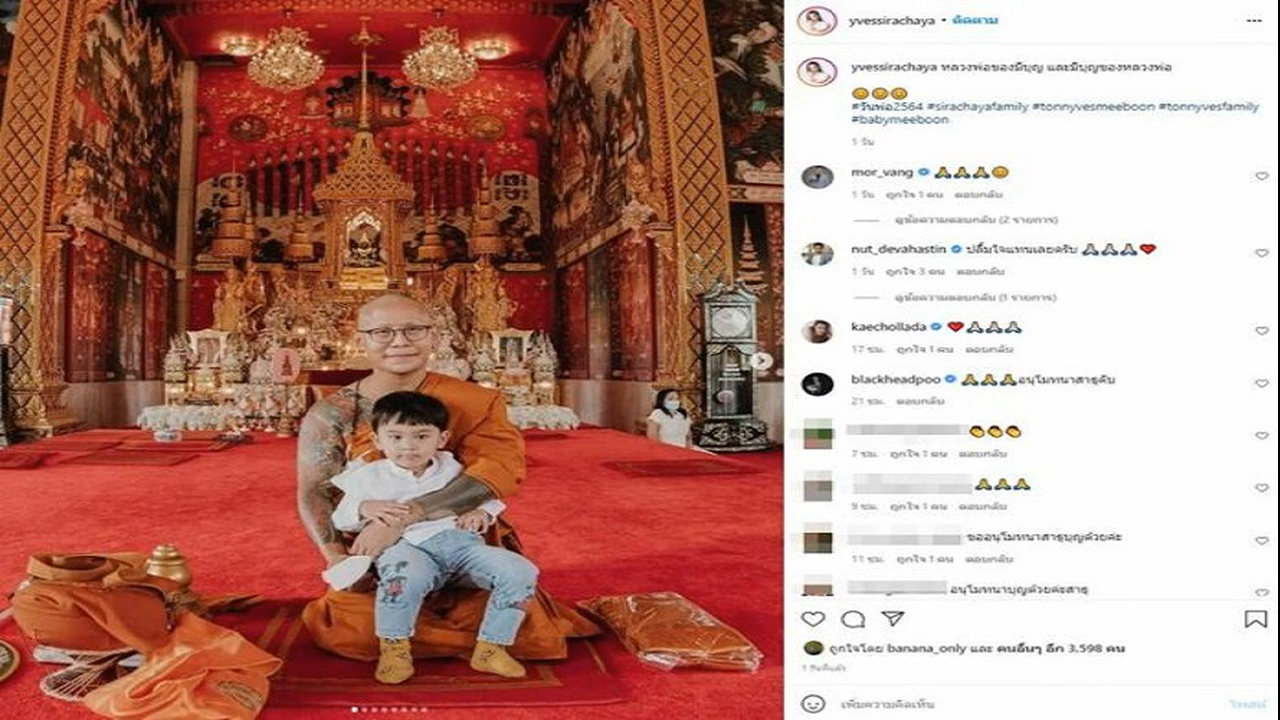 yvessirachaya • ติดตาม
yvessirachaya หลวงพ่อของมีบุญ และมีบุญของหลวงพ่อ
😊😊😊
#วันพ่อ2564 #sirachayafamily #tonnyvesmeeboon #tonnyvesfamily
#babymeeboon
1 วัน
mor_vang 🙏🙏🙏😊
1 วัน ถูกใจ 1 คน ตอบกลับ
ดูข้อความตอบกลับ (2 รายการ)
nut_devahastin ปลื้มใจแทนเลยครับ 🙏🙏🙏❤️
1 วัน ถูกใจ 3 คน ตอบกลับ
ดูข้อความตอบกลับ (1 รายการ)
kaechollada ❤️🙏🙏🙏
17 ชม. ถูกใจ 1 คน ตอบกลับ
blackheadpoo 🙏🙏🙏อนุโมทนาสาธุคับ
21 ชม. ตอบกลับ
👏👏👏
7 ชม. ถูกใจ 1 คน ตอบกลับ
🙏🙏🙏
9 ชม. ถูกใจ 1 คน ตอบกลับ
ขออนุโมทนาสาธุบุญด้วยค่ะ
11 ชม. ถูกใจ 1 คน ตอบกลับ
อนุโมทนาบุญด้วยค่ะสาธุ
ถูกใจโดย banana_only และ คนอื่นๆ อีก 3,598 คน
1 วันที่แล้ว
เพิ่มความคิดเห็น
โพสต์